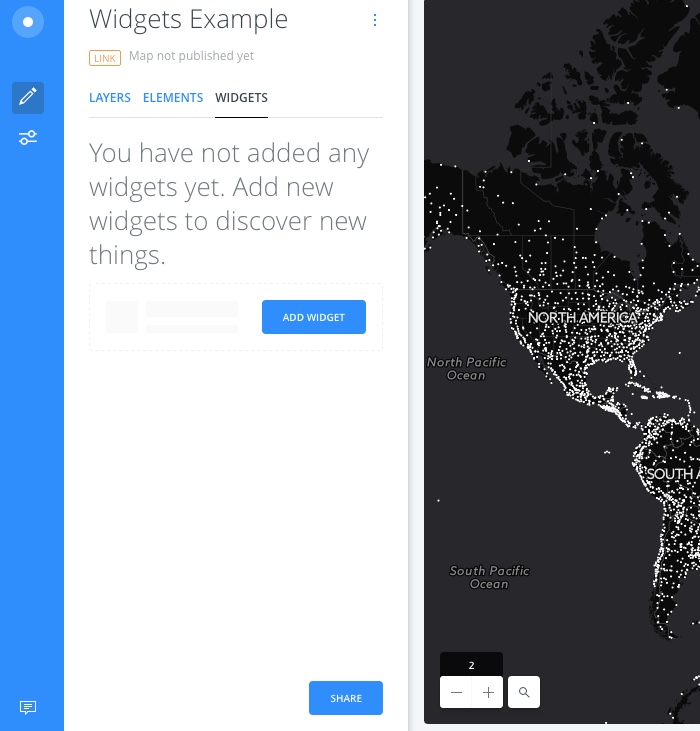 Widgets Example
LINK Map not published yet
LAYERS ELEMENTS WIDGETS
You have not added any
widgets yet. Add new
widgets to discover new
things.
ADD WIDGET
SHARE
NORTH AMERICA
North Pacific
Ocean
SOUTH A
South Pacific
Ocean
2